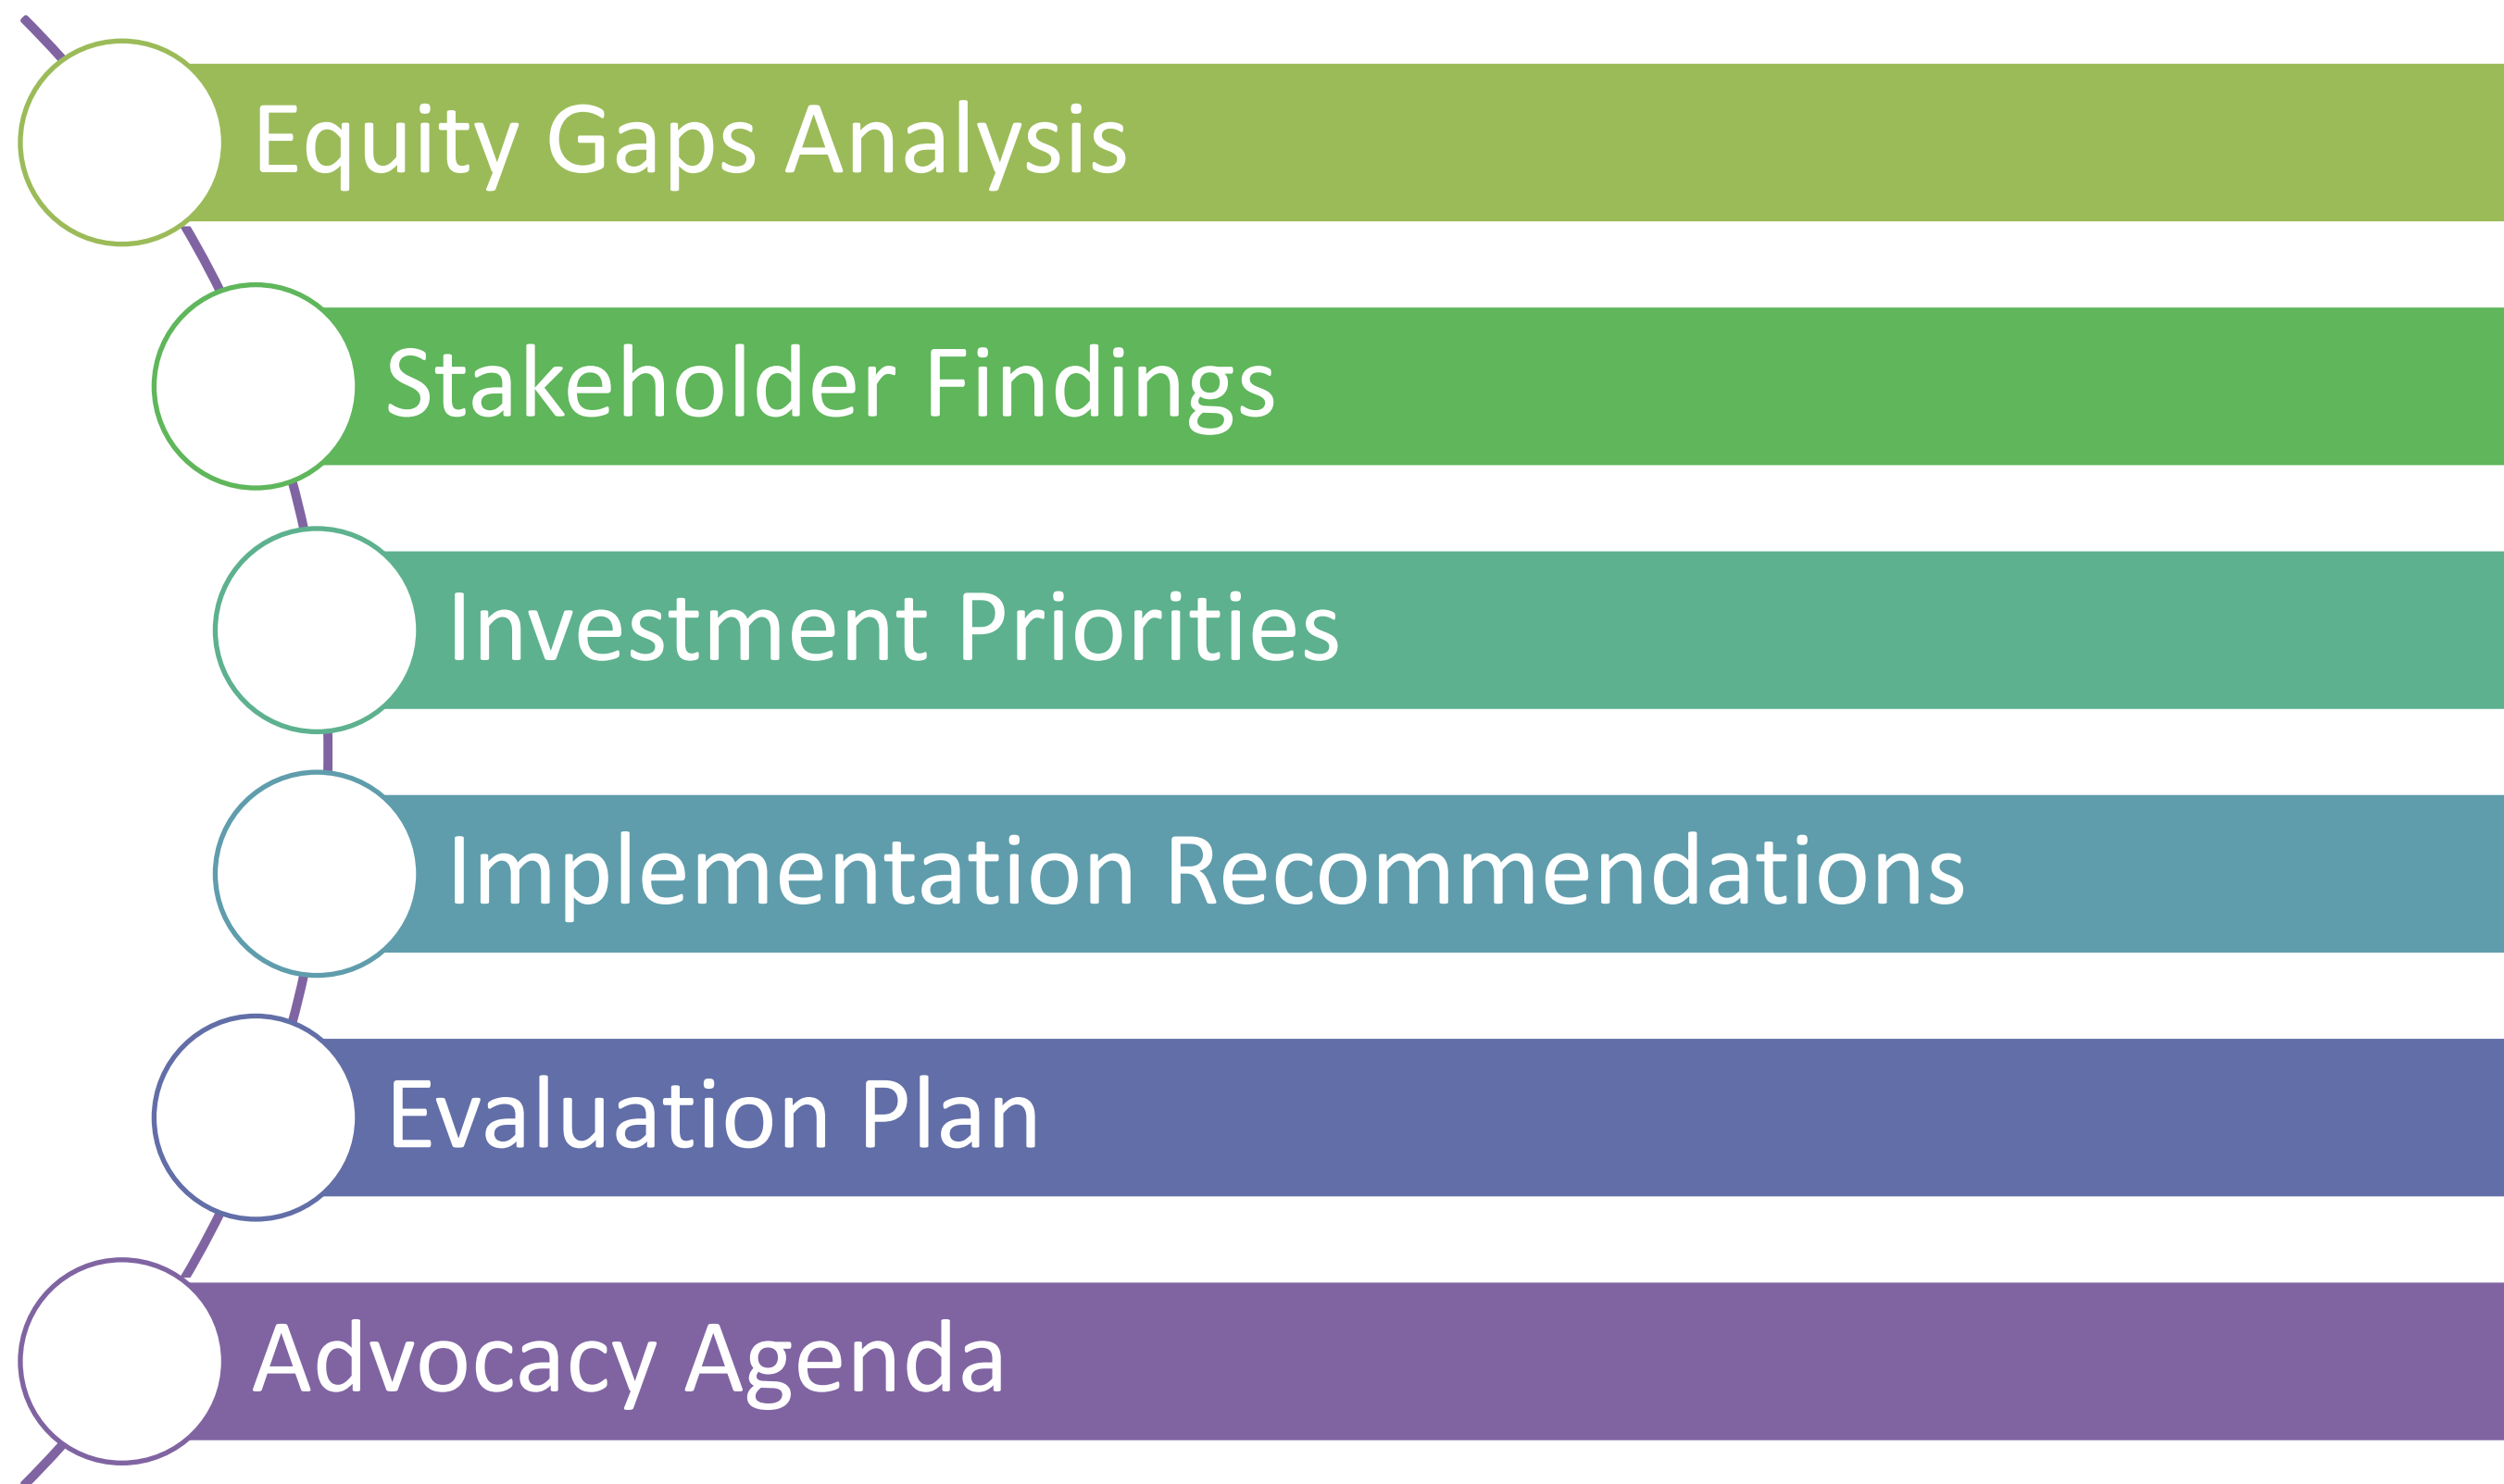 Equity Gaps Analysis
Stakeholder Findings
Investment Priorities
Implementation Recommendations
Evaluation Plan
Advocacy Agenda